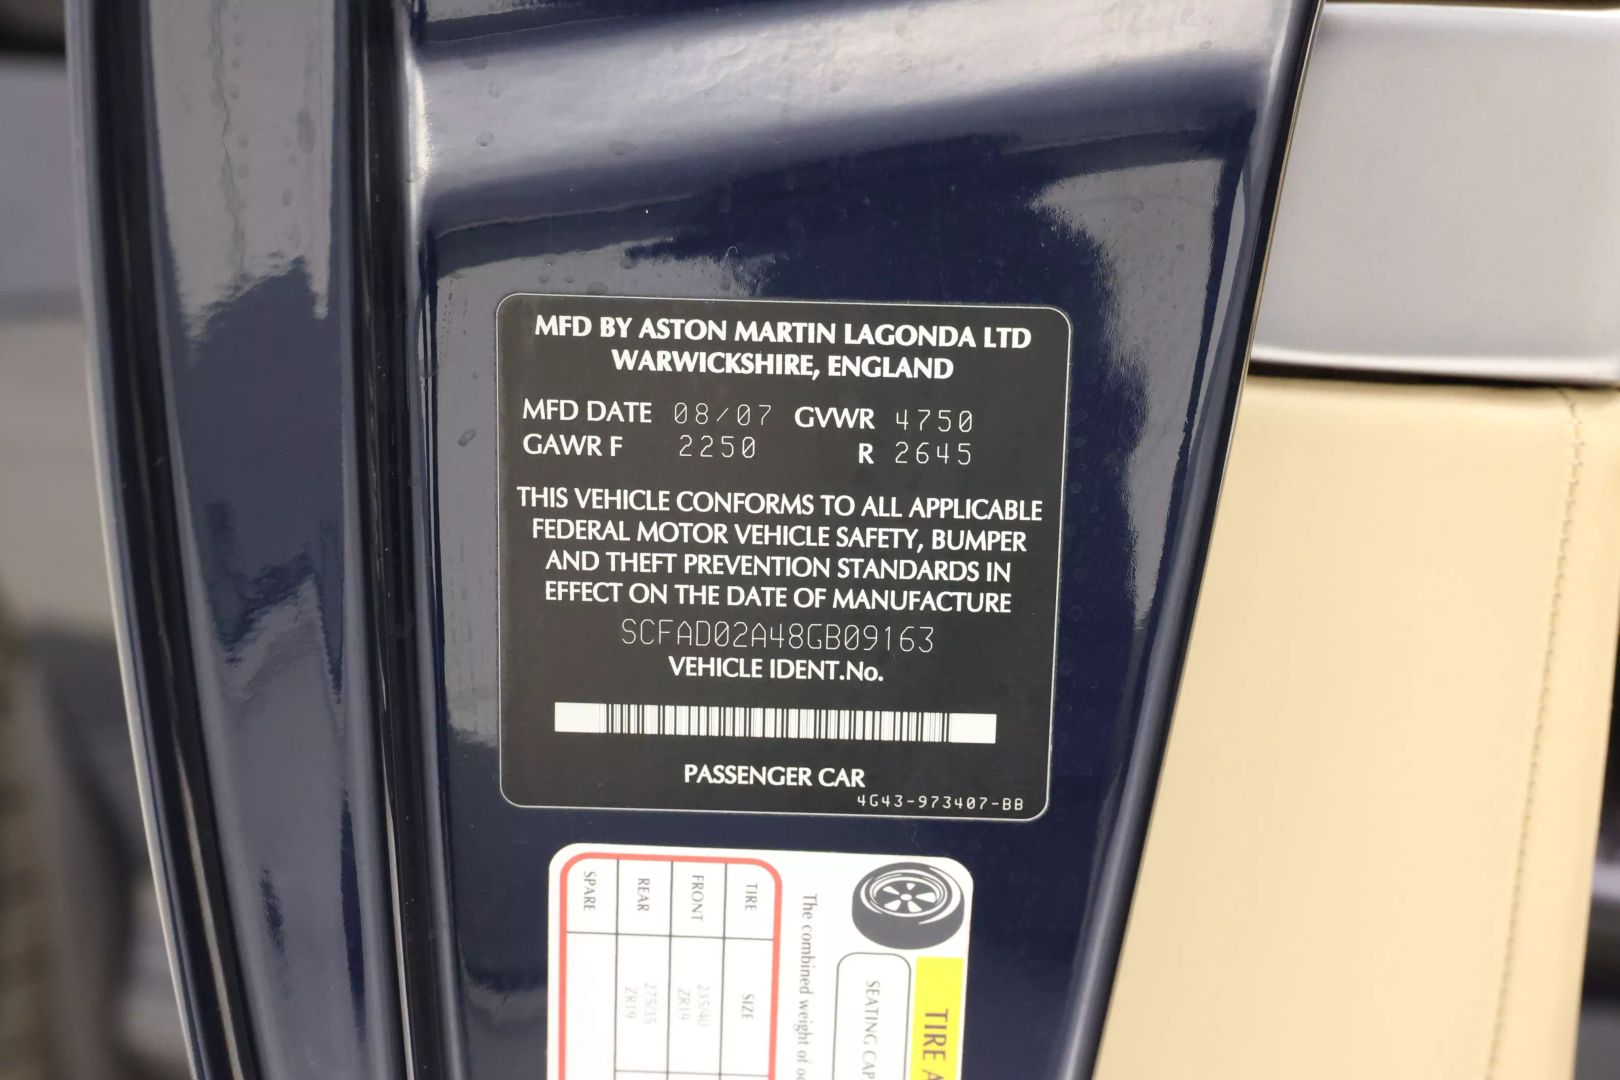 MFD BY ASTON MARTIN LAGONDA LTD
WARWICKSHIRE, ENGLAND
MFD DATE 08/07 GVWR 4750
GAWR F 2250 R 2645
THIS VEHICLE CONFORMS TO ALL APPLICABLE
FEDERAL MOTOR VEHICLE SAFETY, BUMPER
AND THEFT PREVENTION STANDARDS IN
EFFECT ON THE DATE OF MANUFACTURE
SCFAD02A48GB09163
VEHICLE IDENT.No.
PASSENGER CAR
4G43-973407-BB
TIRE
SEATING
The combined weight of
TIRE SIZE
FRONT 235/40 ZR19
REAR 275/35 ZR19
SPARE